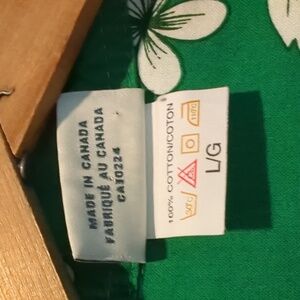 MADE IN CANADA
FABRIQUÉ AU CANADA
CA10224
100% COTTON/COTON
L/G